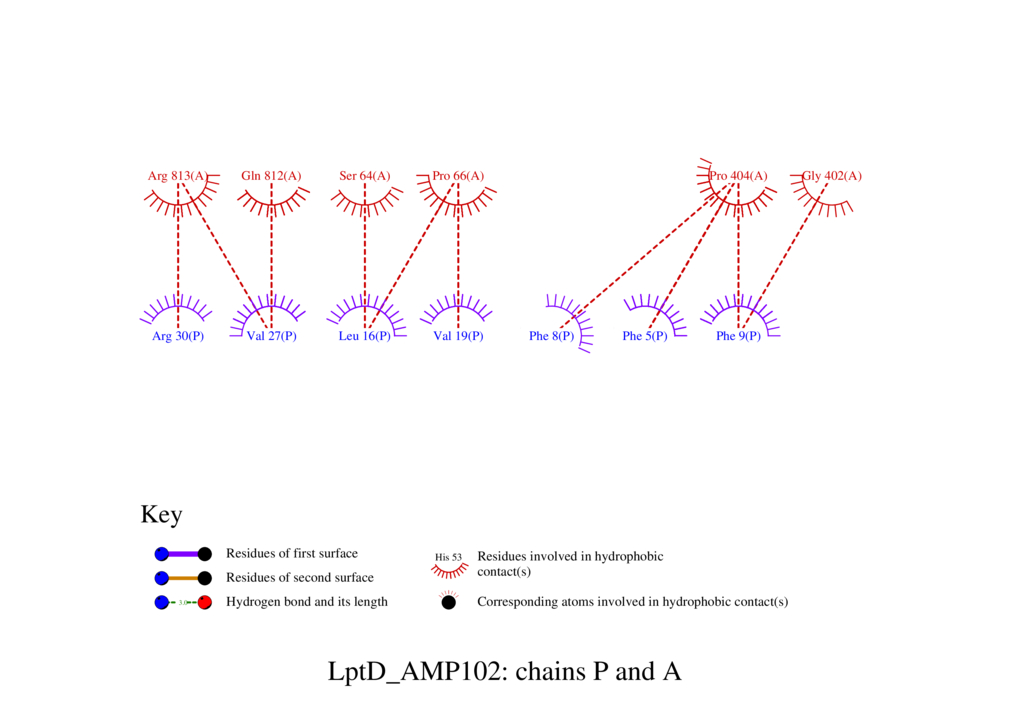 Arg 813(A) Gln 812(A) Ser 64(A) Pro 66(A) Pro 404(A) Gly 402(A)
Arg 30(P) Val 27(P) Leu 16(P) Val 19(P) Phe 8(P) Phe 5(P) Phe 9(P)
Key
Residues of first surface
Residues of second surface
3.0 Hydrogen bond and its length
His 53 Residues involved in hydrophobic
contact(s)
Corresponding atoms involved in hydrophobic contact(s)
LptD_AMP102: chains P and A